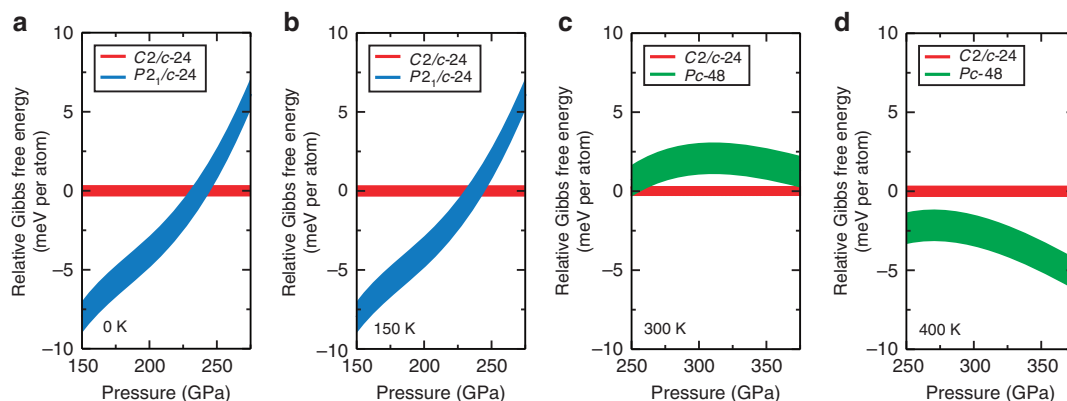 a
Relative Gibbs free energy
(meV per atom)
10
5
0
−5
−10
C2/c-24
P2₁/c-24
0 K
150 200 250
Pressure (GPa)
b
Relative Gibbs free energy
(meV per atom)
10
5
0
−5
−10
C2/c-24
P2₁/c-24
150 K
150 200 250
Pressure (GPa)
c
Relative Gibbs free energy
(meV per atom)
10
5
0
−5
−10
C2/c-24
Pc-48
300 K
250 300 350
Pressure (GPa)
d
Relative Gibbs free energy
(meV per atom)
10
5
0
−5
−10
C2/c-24
Pc-48
400 K
250 300 350
Pressure (GPa)